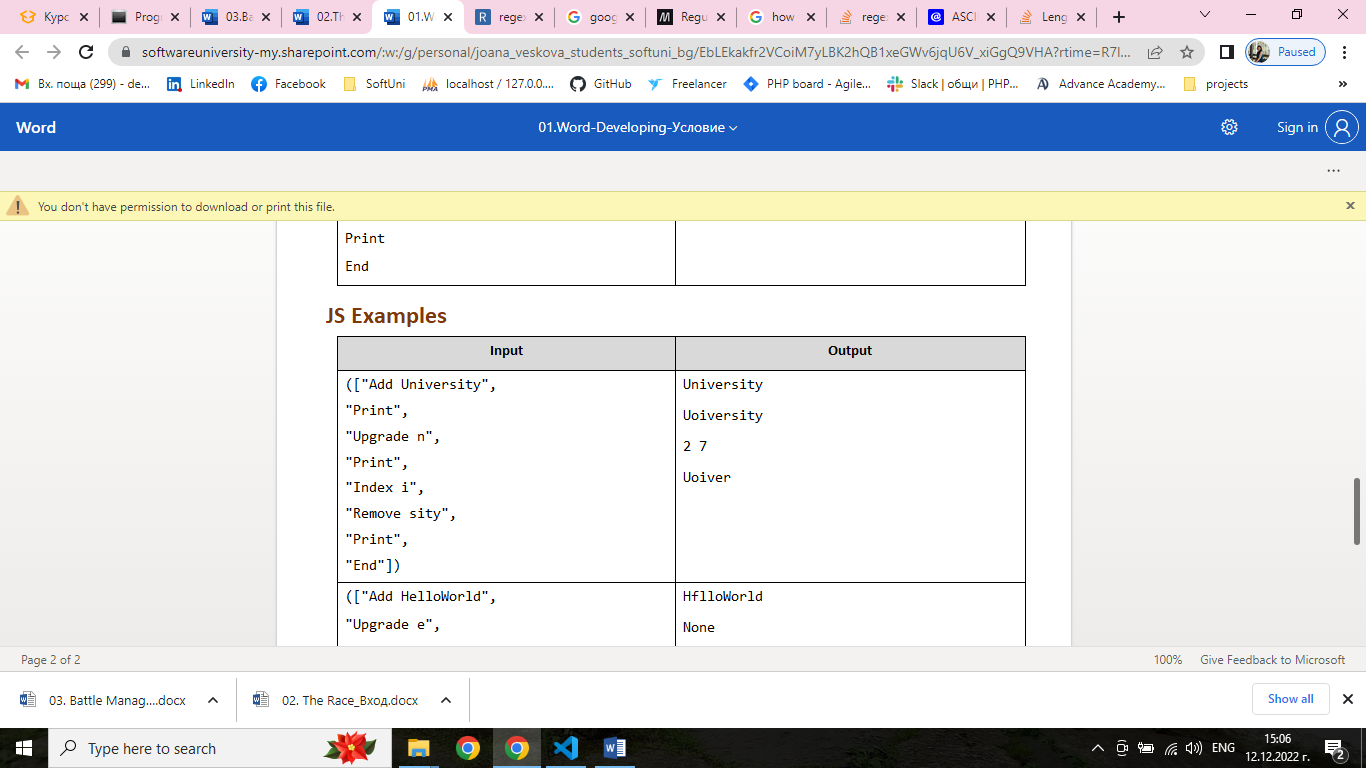 Курс
Progr
03.Ba
02.Th
01.W
regex
goog
Regu
how
regex
ASCI
Leng
softwareuniversity-my.sharepoint.com/:w:/g/personal/joana_veskova_students_softuni_bg/EbLEkakfr2VCoiM7yLBK2hQB1xeGWv6jqU6V_xiGgQ9VHA?rtime=R7l...
Paused
Вх. поща (299) - de...
LinkedIn
Facebook
SoftUni
localhost / 127.0.0....
GitHub
Freelancer
PHP board - Agile...
Slack | общи | PHP...
Advance Academy...
projects
»
Word
01.Word-Developing-Условие
Sign in
...
You don't have permission to download or print this file.
Print
End
JS Examples
Input
Output
(["Add University",
"Print",
"Upgrade n",
"Print",
"Index i",
"Remove sity",
"Print",
"End"])
University
Uoiversity
2 7
Uoiver
(["Add HelloWorld",
"Upgrade e",
HflloWorld
None
Page 2 of 2
100%
Give Feedback to Microsoft
03. Battle Manag....docx
02. The Race_Вход.docx
Show all
Type here to search
ENG
15:06
12.12.2022 г.
2